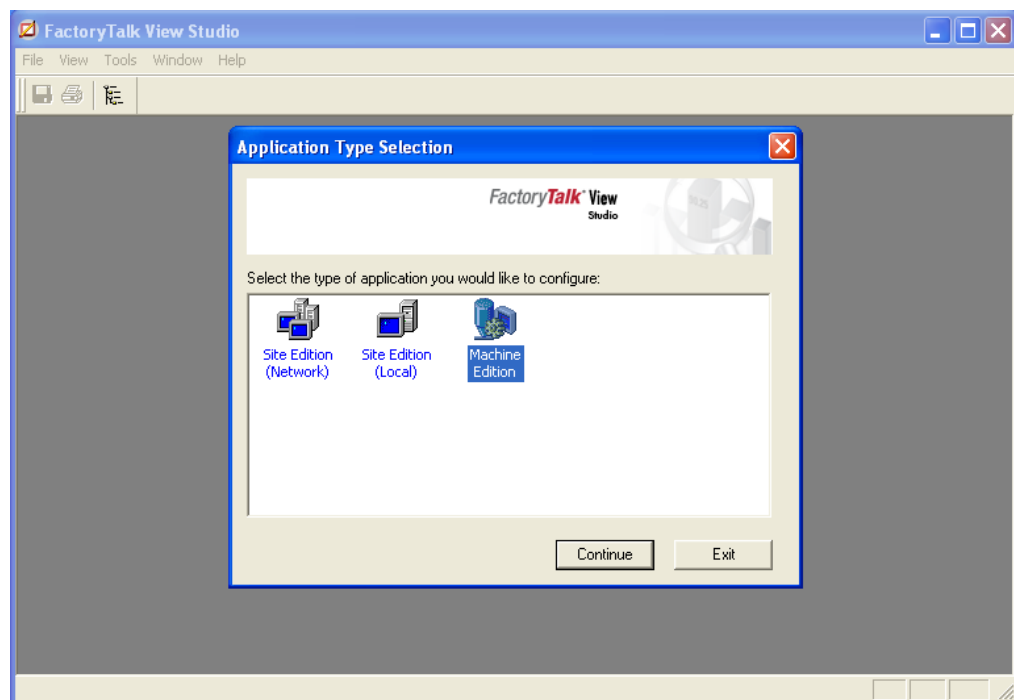 FactoryTalk View Studio
File View Tools Window Help
Application Type Selection
FactoryTalk View
Studio
Select the type of application you would like to configure:
Site Edition
(Network)
Site Edition
(Local)
Machine
Edition
Continue Exit